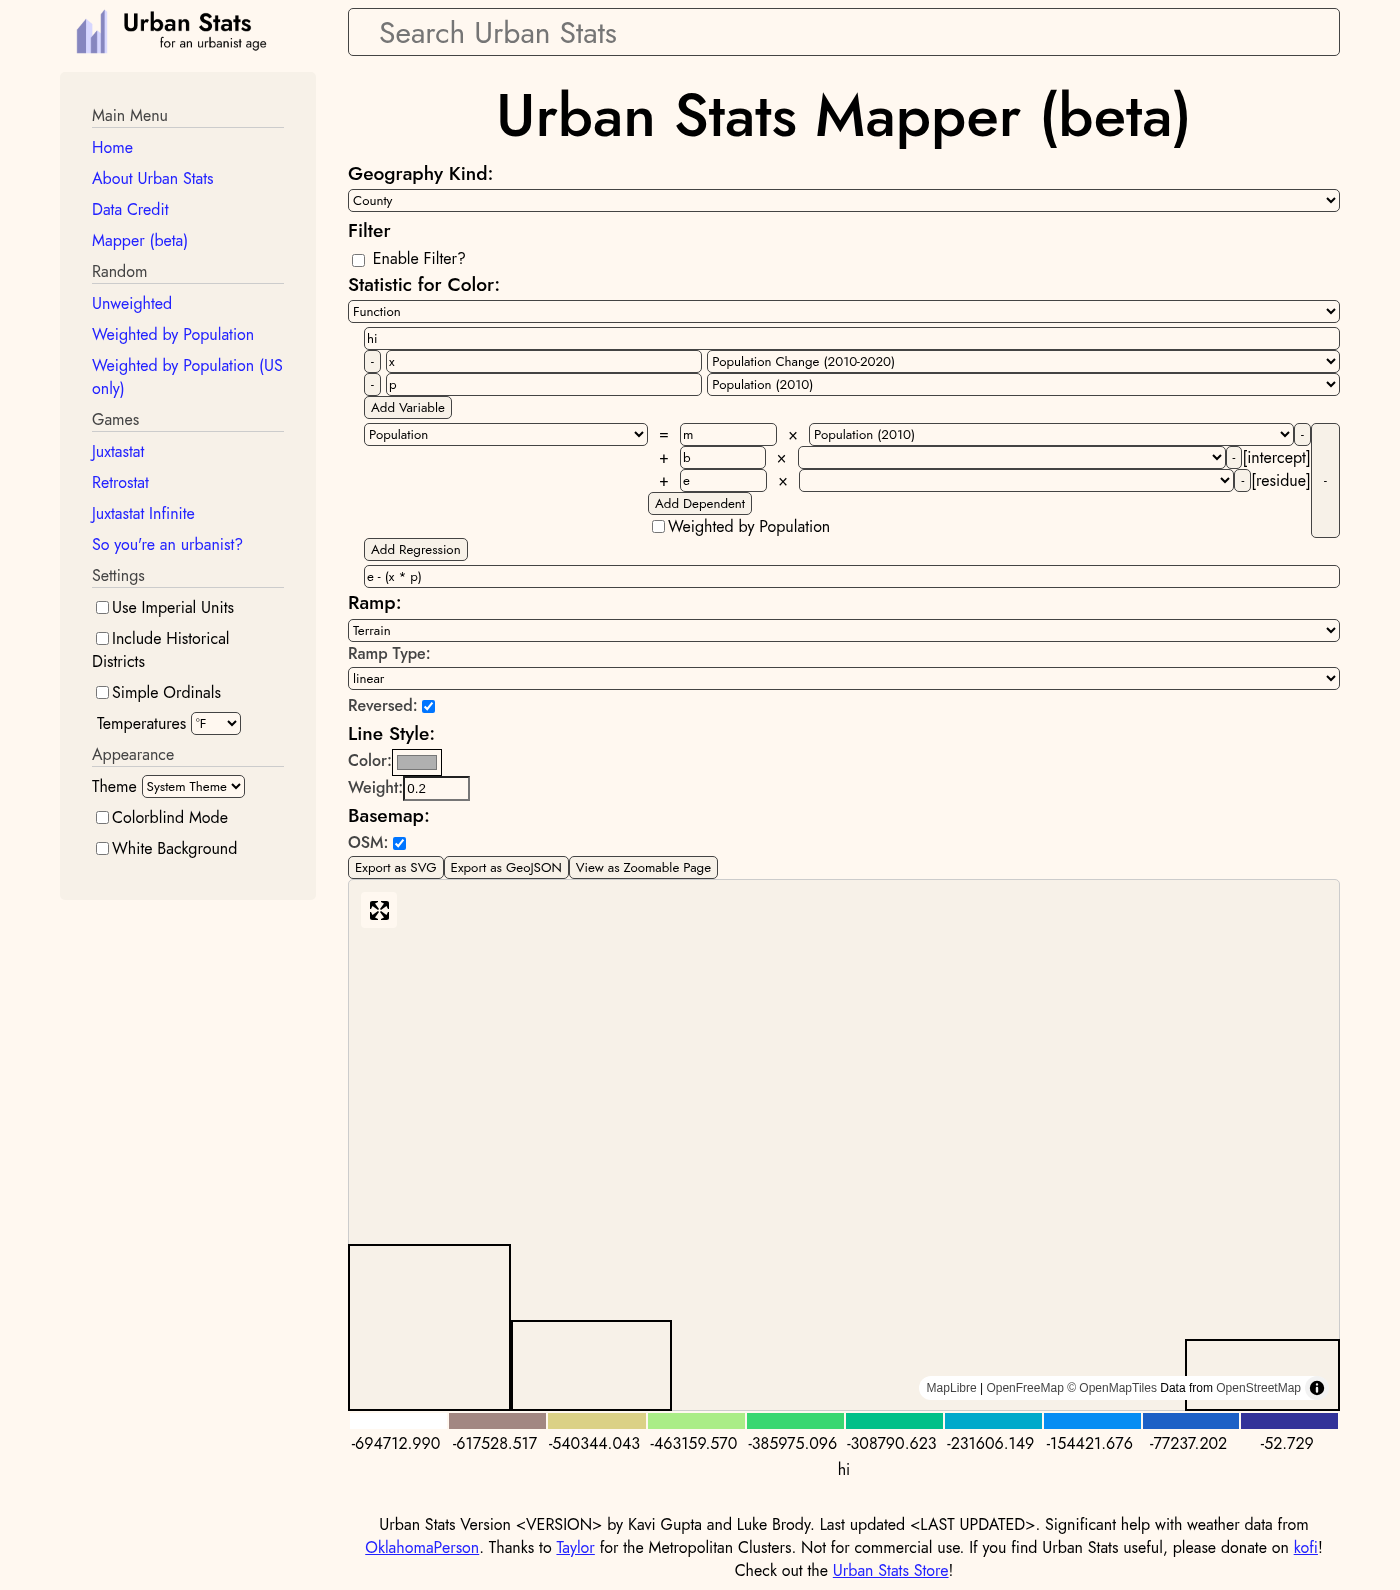 Urban Stats
for an urbanist age
Search Urban Stats
Main Menu
Home
About Urban Stats
Data Credit
Mapper (beta)
Random
Unweighted
Weighted by Population
Weighted by Population (US
only)
Games
Juxtastat
Retrostat
Juxtastat Infinite
So you're an urbanist?
Settings
Use Imperial Units
Include Historical
Districts
Simple Ordinals
Temperatures °F
Appearance
Theme System Theme
Colorblind Mode
White Background
Urban Stats Mapper (beta)
Geography Kind:
County
Filter
Enable Filter?
Statistic for Color:
Function
hi
- x Population Change (2010-2020)
- p Population (2010)
Add Variable
Population = m × Population (2010) - -
+ b × - [intercept]
+ e × - [residue]
Add Dependent
Weighted by Population
Add Regression
e - (x * p)
Ramp:
Terrain
Ramp Type:
linear
Reversed:
Line Style:
Color:
Weight: 0.2
Basemap:
OSM:
Export as SVG Export as GeoJSON View as Zoomable Page
MapLibre | OpenFreeMap © OpenMapTiles Data from OpenStreetMap
-694712.990 -617528.517 -540344.043 -463159.570 -385975.096 -308790.623 -231606.149 -154421.676 -77237.202 -52.729
hi
Urban Stats Version <VERSION> by Kavi Gupta and Luke Brody. Last updated <LAST UPDATED>. Significant help with weather data from
OklahomaPerson. Thanks to Taylor for the Metropolitan Clusters. Not for commercial use. If you find Urban Stats useful, please donate on kofi!
Check out the Urban Stats Store!